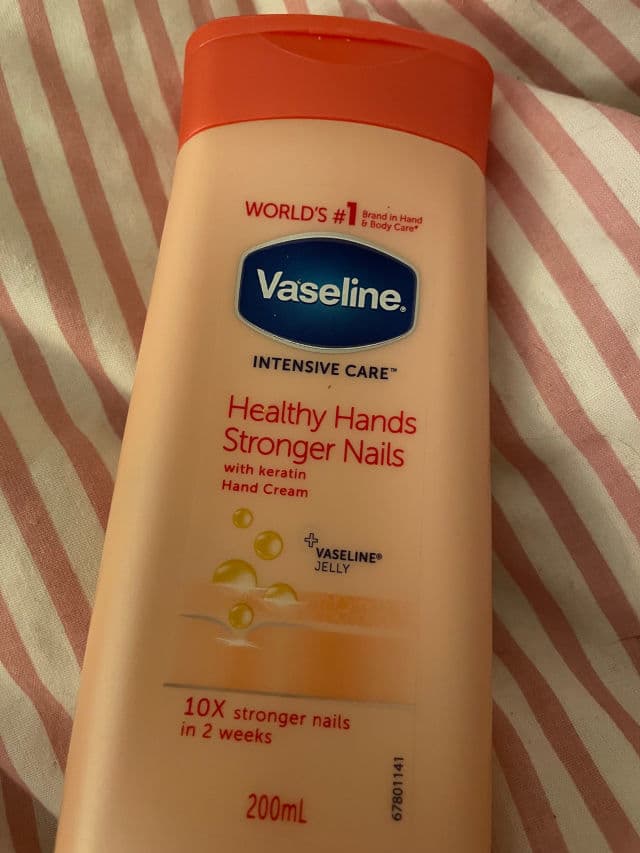 WORLD'S #1 Brand in Hand
& Body Care*
Vaseline®
INTENSIVE CARE™
Healthy Hands
Stronger Nails
with keratin
Hand Cream
VASELINE®
JELLY
10X stronger nails
in 2 weeks
200mL
67801141